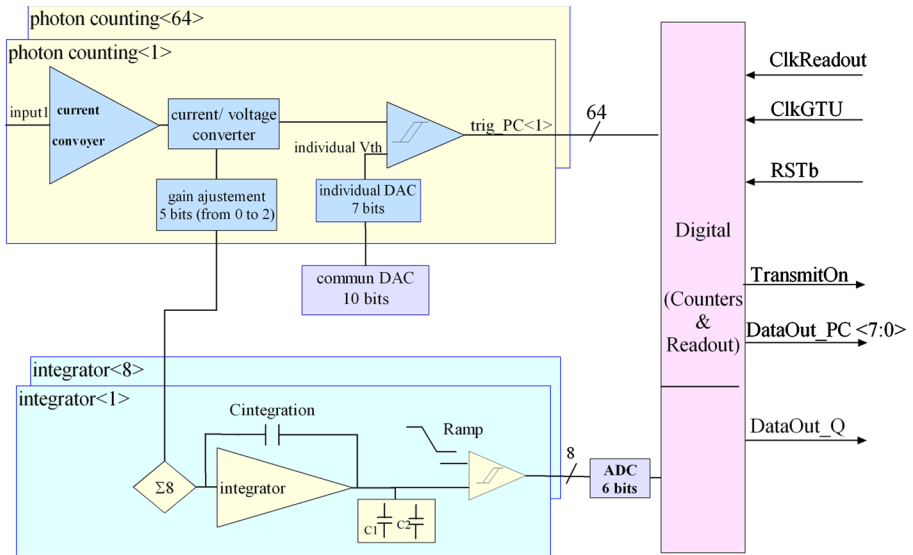 photon counting<64>
photon counting<1>
input1
current
convoyer
current/ voltage
converter
gain ajustement
5 bits (from 0 to 2)
individual Vth
individual DAC
7 bits
commun DAC
10 bits
trig_PC<1>
64
Digital
(Counters
&
Readout)
ClkReadout
ClkGTU
RSTb
TransmitOn
DataOut_PC <7:0>
DataOut_Q
integrator<8>
integrator<1>
Cintegration
Σ8
integrator
C1
C2
Ramp
8
ADC
6 bits